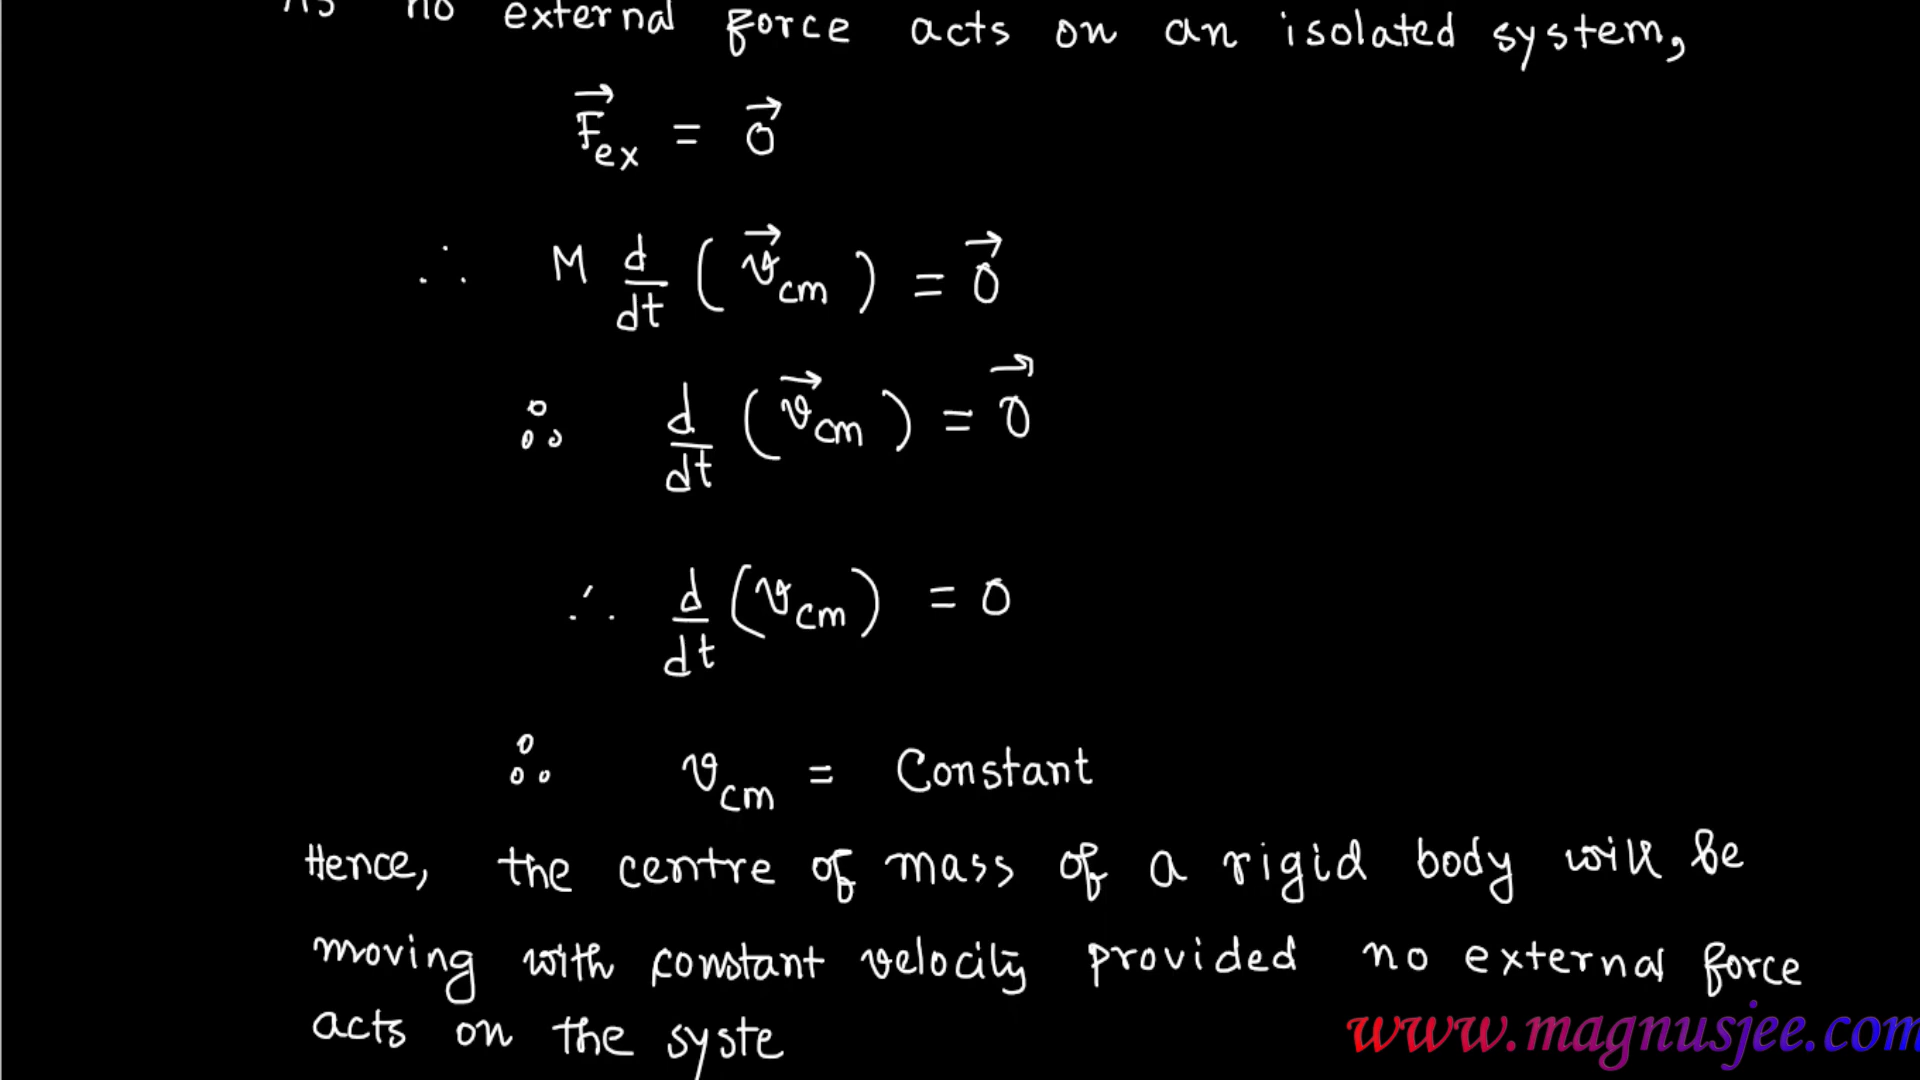 As no external force acts on an isolated system,
F⃗ex = 0⃗
∴ M d/dt (v⃗cm) = 0⃗
∴ d/dt (v⃗cm) = 0⃗
∴ d/dt (vcm) = 0
∴ vcm = Constant
Hence, the centre of mass of a rigid body will be
moving with constant velocity provided no external force
acts on the syste
www.magnusjee.com